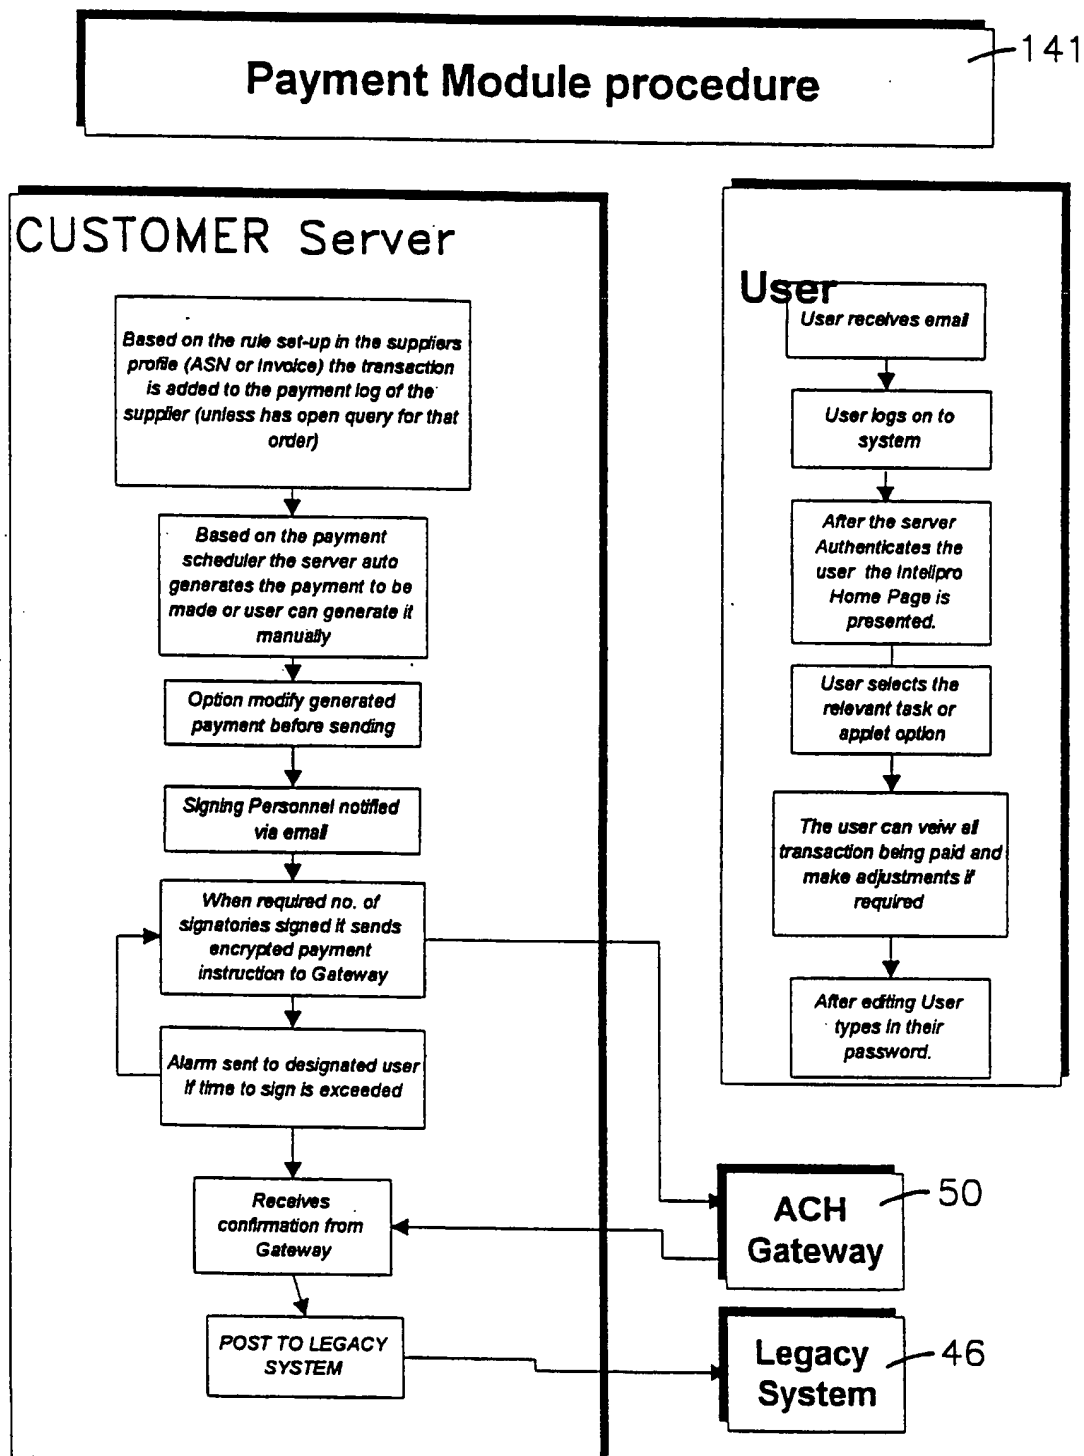 141
Payment Module procedure
CUSTOMER Server
Based on the rule set-up in the suppliers
profile (ASN or Invoice) the transaction
is added to the payment log of the
supplier (unless has open query for that
order)
Based on the payment
scheduler the server auto
generates the payment to be
made or user can generate it
manually
Option modify generated
payment before sending
Signing Personnel notified
via email
When required no. of
signatories signed it sends
encrypted payment
instruction to Gateway
Alarm sent to designated user
if time to sign is exceeded
Receives
confirmation from
Gateway
POST TO LEGACY
SYSTEM
User
User receives email
User logs on to
system
After the server
Authenticates the
user the Intelipro
Home Page is
presented.
User selects the
relevant task or
applet option
The user can veiw all
transaction being paid and
make adjustments if
required
After editing User
types in their
password.
ACH
Gateway
50
Legacy
System
46